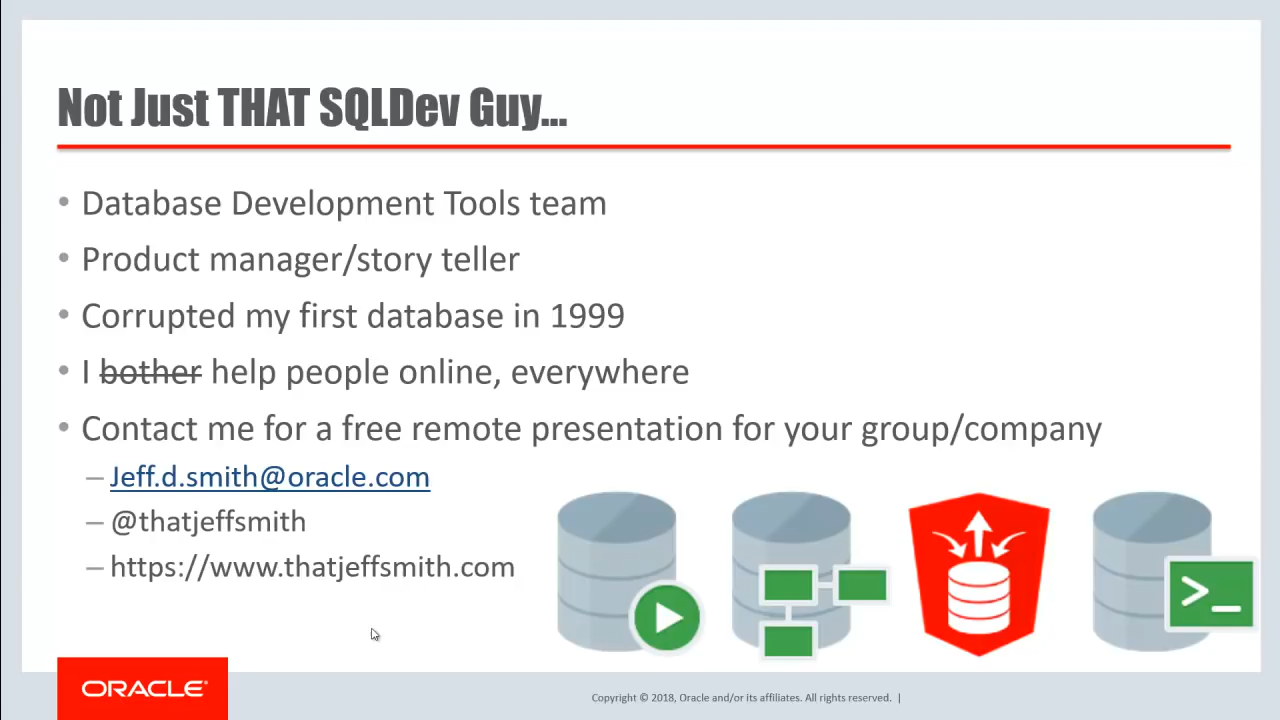 Not Just THAT SQLDev Guy...
• Database Development Tools team
• Product manager/story teller
• Corrupted my first database in 1999
• I bother help people online, everywhere
• Contact me for a free remote presentation for your group/company
– Jeff.d.smith@oracle.com
– @thatjeffsmith
– https://www.thatjeffsmith.com
>_
ORACLE®
Copyright © 2018, Oracle and/or its affiliates. All rights reserved. |